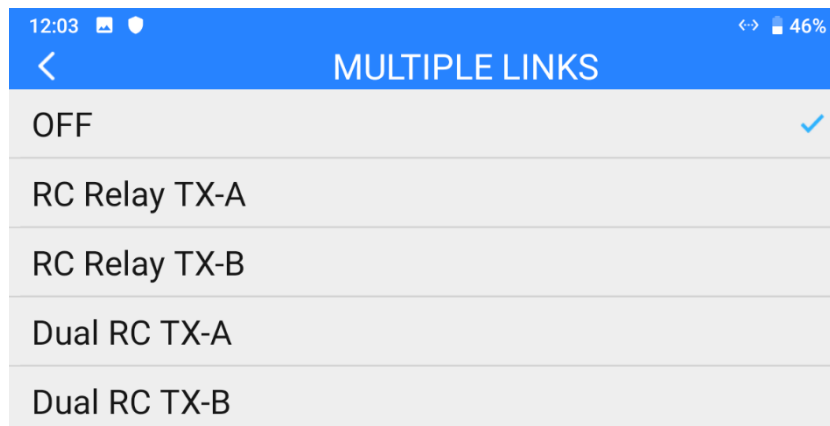 12:03 46%
MULTIPLE LINKS
OFF
RC Relay TX-A
RC Relay TX-B
Dual RC TX-A
Dual RC TX-B